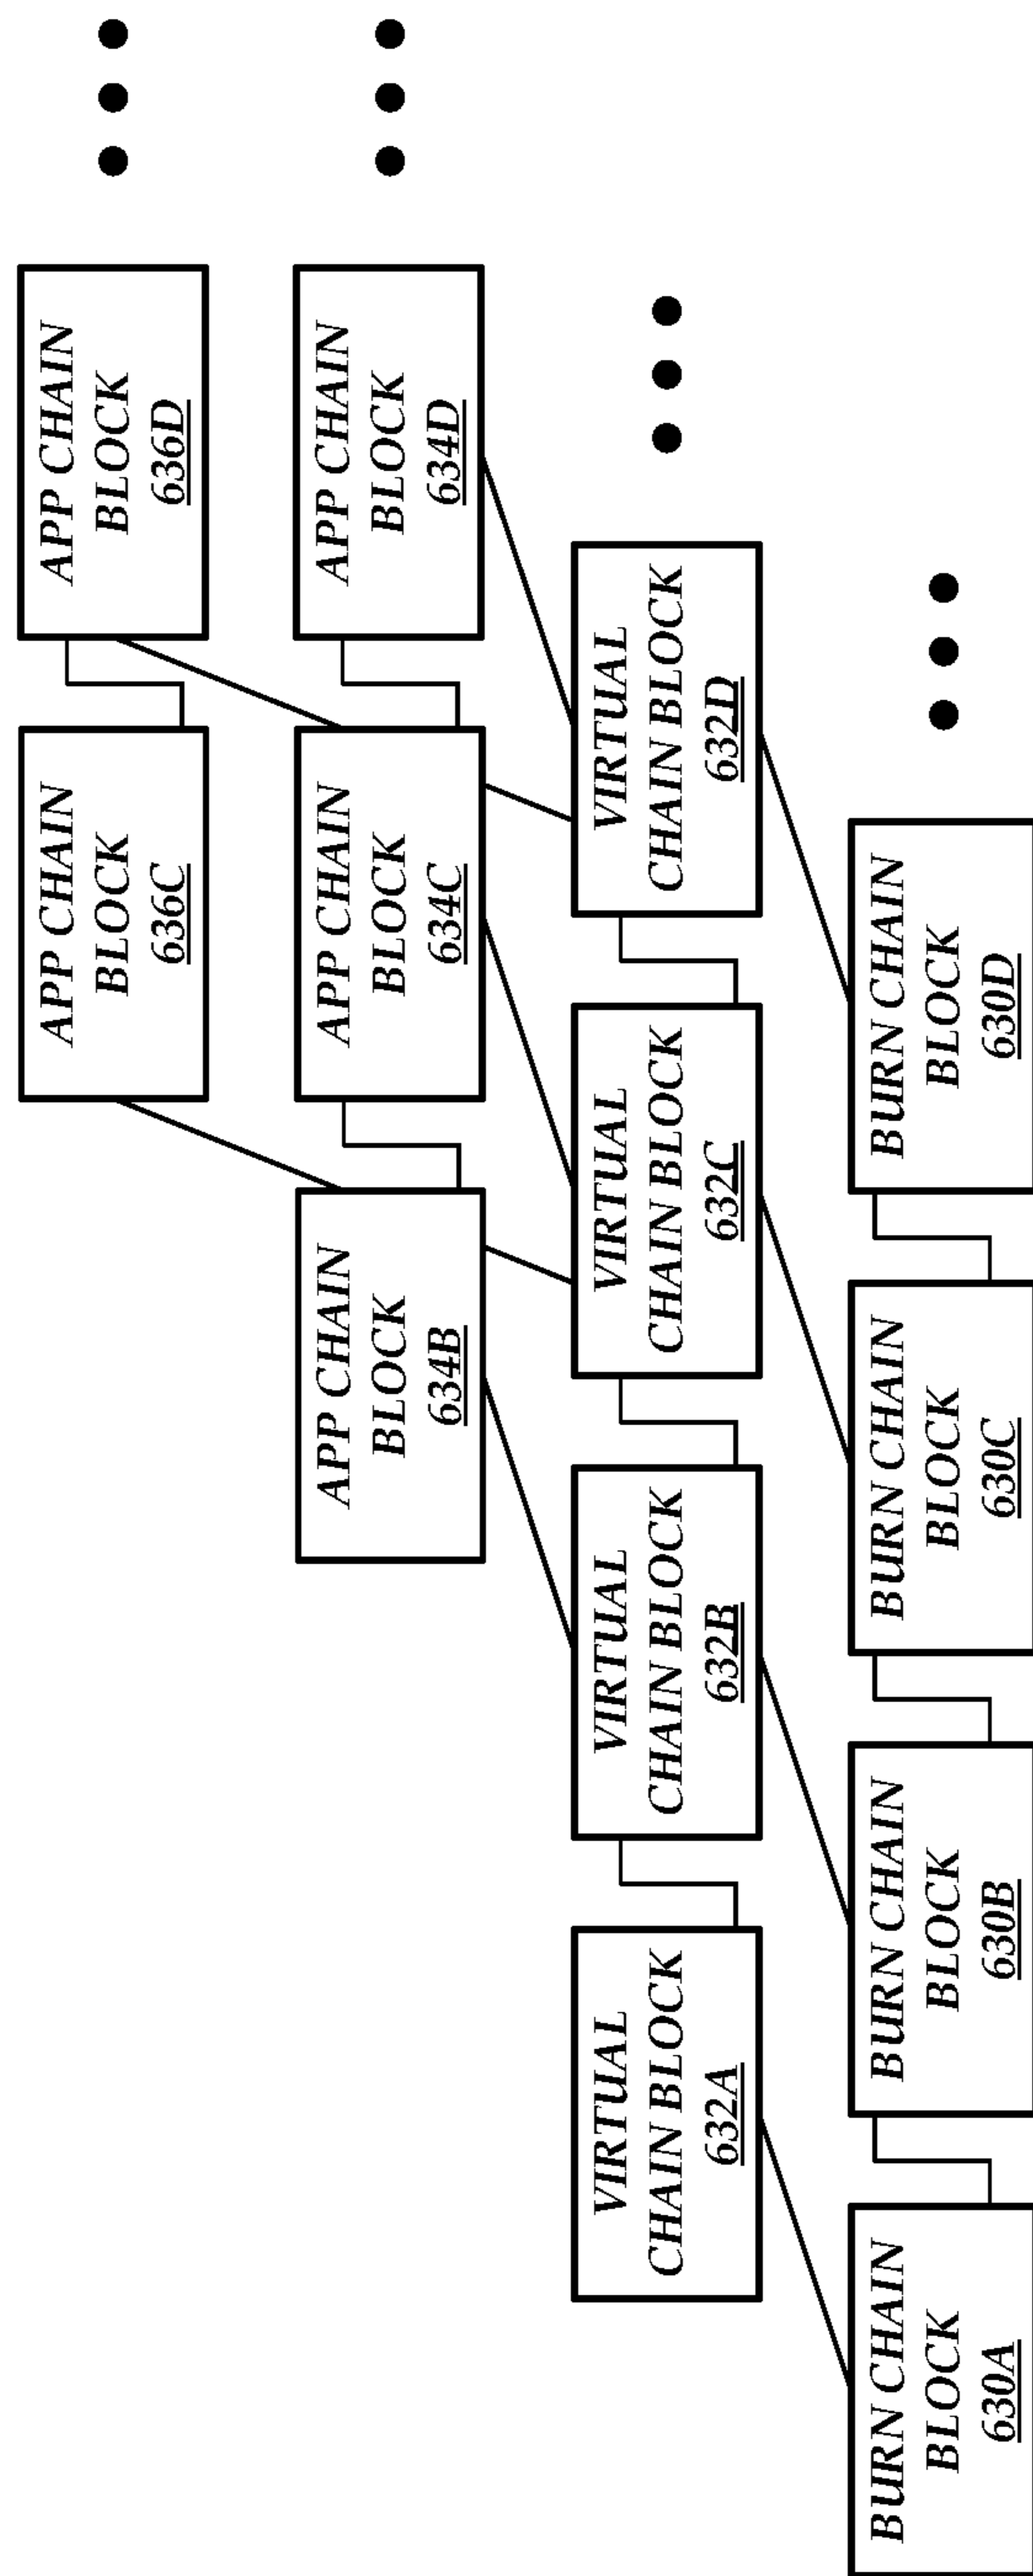 APP CHAIN
BLOCK
636C
APP CHAIN
BLOCK
636D
APP CHAIN
BLOCK
634B
APP CHAIN
BLOCK
634C
APP CHAIN
BLOCK
634D
VIRTUAL
CHAIN BLOCK
632A
VIRTUAL
CHAIN BLOCK
632B
VIRTUAL
CHAIN BLOCK
632C
VIRTUAL
CHAIN BLOCK
632D
BURN CHAIN
BLOCK
630A
BURN CHAIN
BLOCK
630B
BURN CHAIN
BLOCK
630C
BURN CHAIN
BLOCK
630D